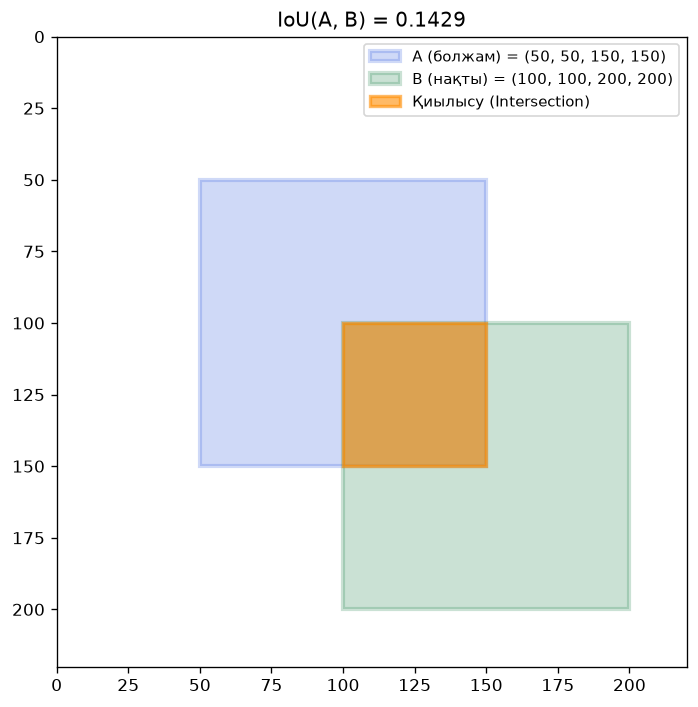 IoU(A, B) = 0.1429
A (болжам) = (50, 50, 150, 150)
B (нақты) = (100, 100, 200, 200)
Қиылысу (Intersection)
0
25
50
75
100
125
150
175
200
0 25 50 75 100 125 150 175 200